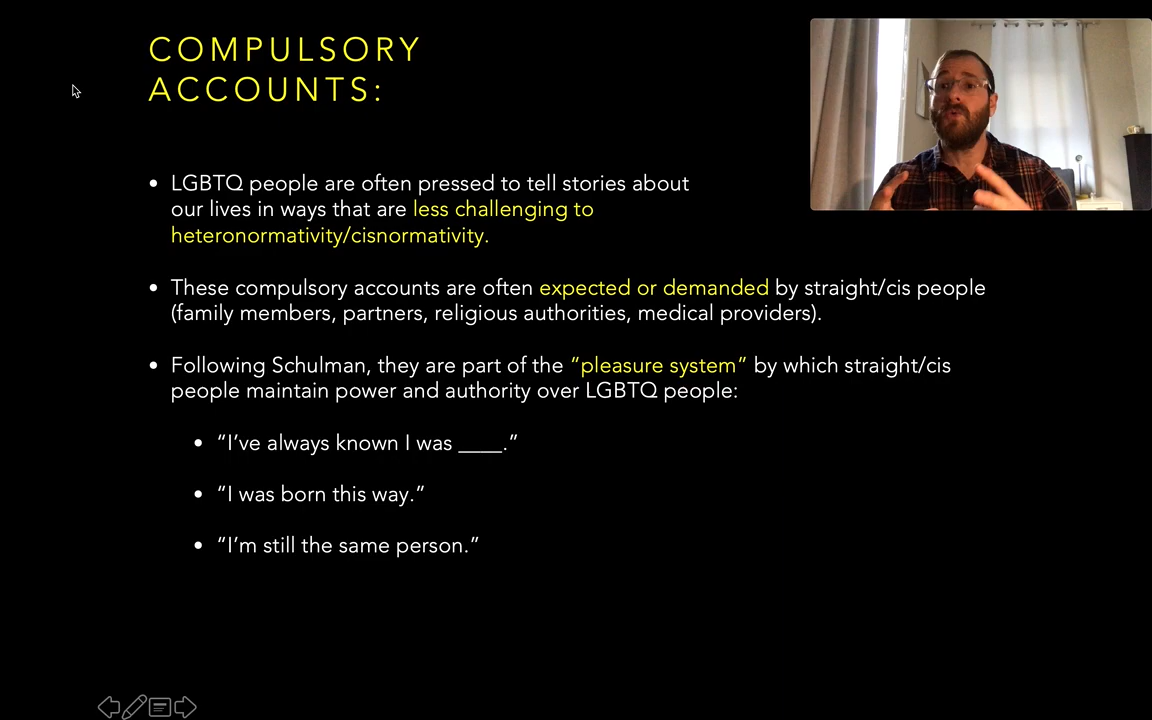 COMPULSORY
ACCOUNTS:
• LGBTQ people are often pressed to tell stories about
our lives in ways that are less challenging to
heteronormativity/cisnormativity.
• These compulsory accounts are often expected or demanded by straight/cis people
(family members, partners, religious authorities, medical providers).
• Following Schulman, they are part of the “pleasure system” by which straight/cis
people maintain power and authority over LGBTQ people:
• “I’ve always known I was ____.”
• “I was born this way.”
• “I’m still the same person.”